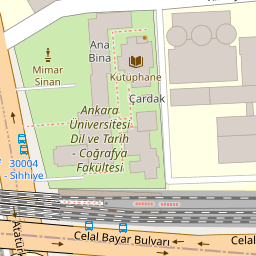 Ana
Bina
Kutuphane
Mimar
Sinan
Çardak
Ankara
Üniversitesi
Dil ve Tarih
- Coğrafya
Fakültesi
30004
- Sıhhiye
Atatürk
Celal Bayar Bulvarı
Celal